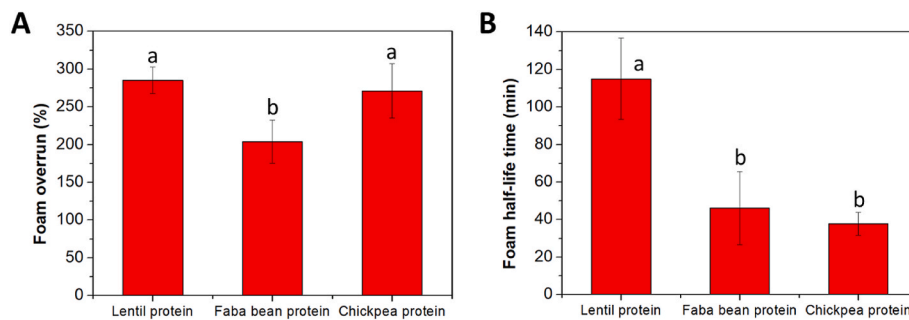 A
Foam overrun (%)
350
300
250
200
150
100
50
0
a
b
a
Lentil protein Faba bean protein Chickpea protein
B
Foam half-life time (min)
140
120
100
80
60
40
20
0
a
b
b
Lentil protein Faba bean protein Chickpea protein